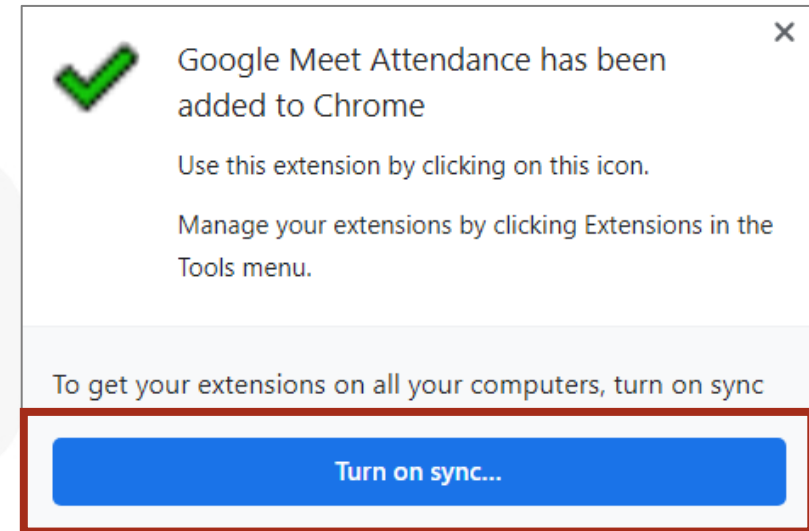 Google Meet Attendance has been
added to Chrome
Use this extension by clicking on this icon.
Manage your extensions by clicking Extensions in the
Tools menu.
To get your extensions on all your computers, turn on sync
Turn on sync...